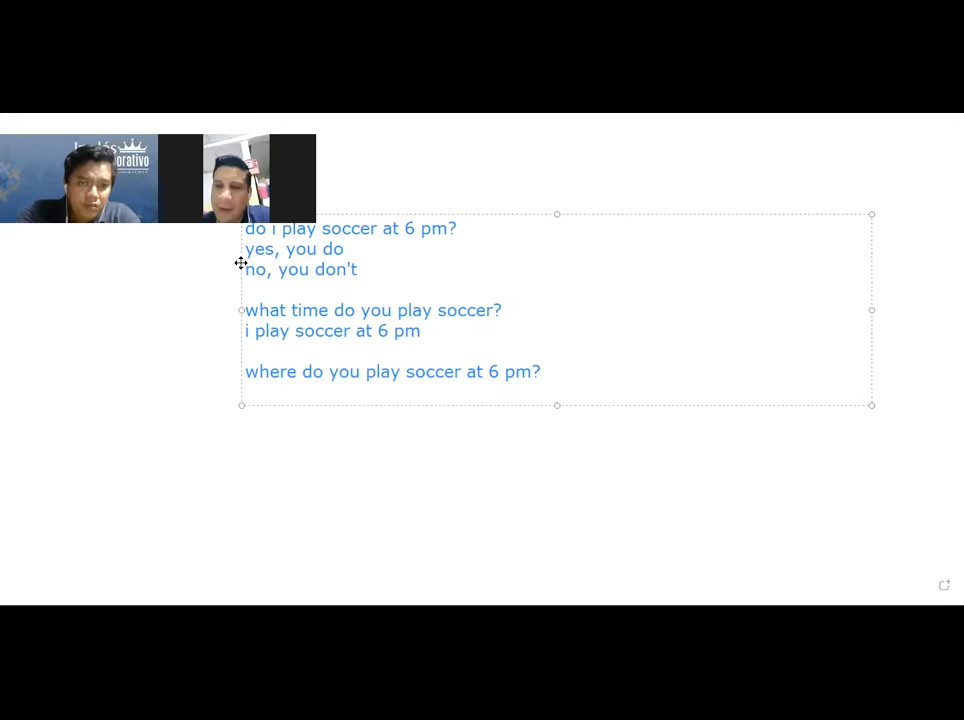 do i play soccer at 6 pm?
yes, you do
no, you don't

what time do you play soccer?
i play soccer at 6 pm

where do you play soccer at 6 pm?